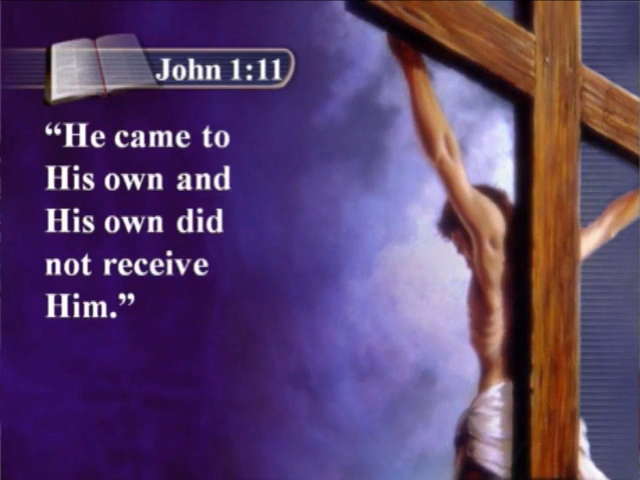 John 1:11
“He came to
His own and
His own did
not receive
Him.”